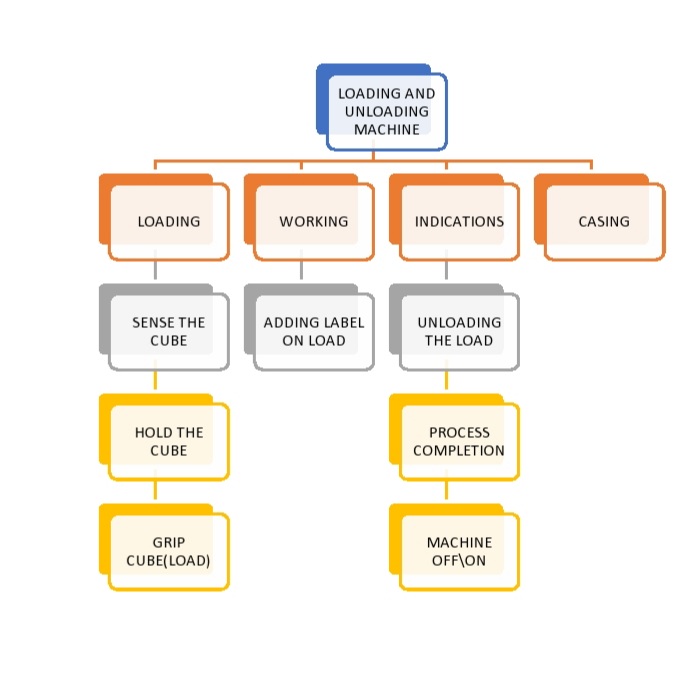 LOADING AND
UNLOADING
MACHINE
LOADING
WORKING
INDICATIONS
CASING
SENSE THE
CUBE
ADDING LABEL
ON LOAD
UNLOADING
THE LOAD
HOLD THE
CUBE
PROCESS
COMPLETION
GRIP
CUBE(LOAD)
MACHINE
OFF\ON